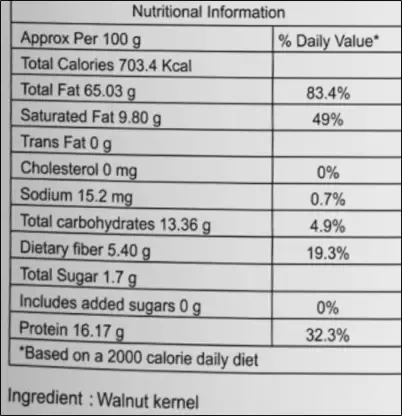 Nutritional Information
Approx Per 100 g % Daily Value*
Total Calories 703.4 Kcal
Total Fat 65.03 g 83.4%
Saturated Fat 9.80 g 49%
Trans Fat 0 g
Cholesterol 0 mg 0%
Sodium 15.2 mg 0.7%
Total carbohydrates 13.36 g 4.9%
Dietary fiber 5.40 g 19.3%
Total Sugar 1.7 g
Includes added sugars 0 g 0%
Protein 16.17 g 32.3%
*Based on a 2000 calorie daily diet
Ingredient : Walnut kernel